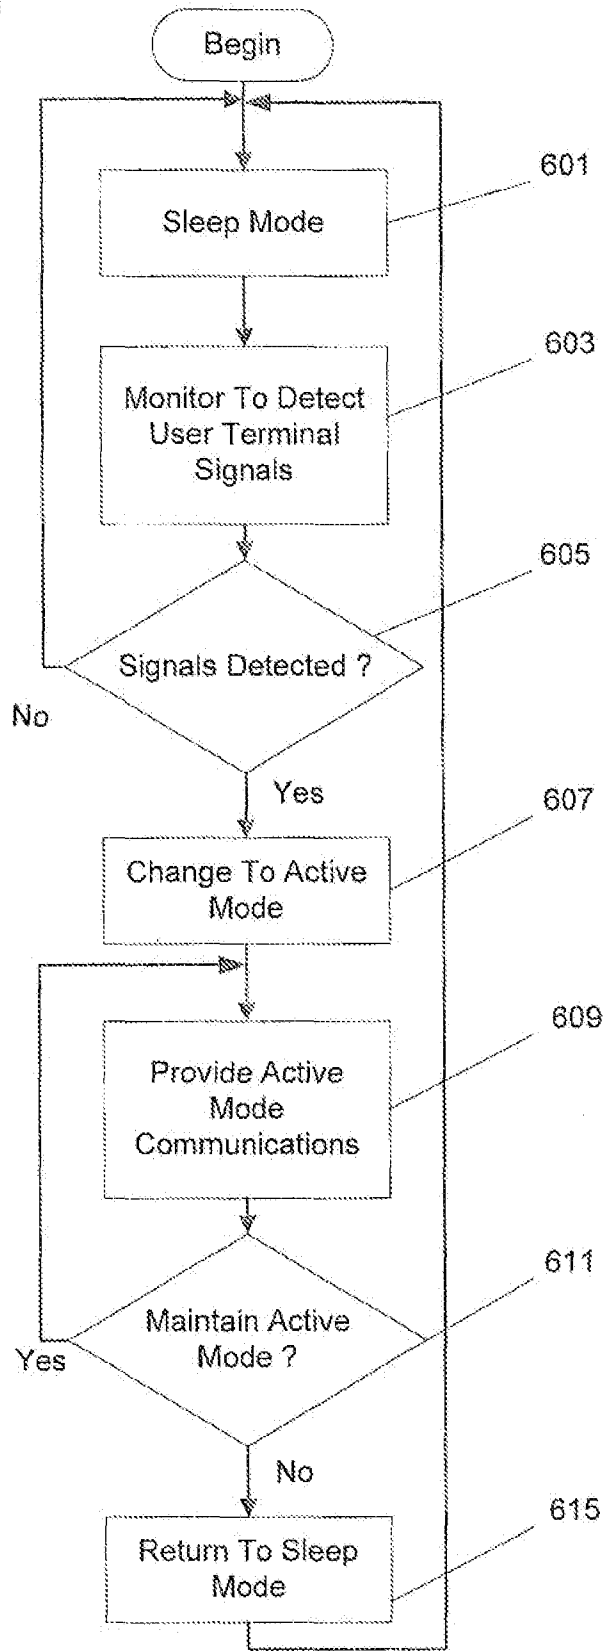 Begin
601
Sleep Mode
603
Monitor To Detect
User Terminal
Signals
605
Signals Detected ?
No
Yes
607
Change To Active
Mode
609
Provide Active
Mode
Communications
611
Maintain Active
Mode ?
Yes
No
615
Return To Sleep
Mode